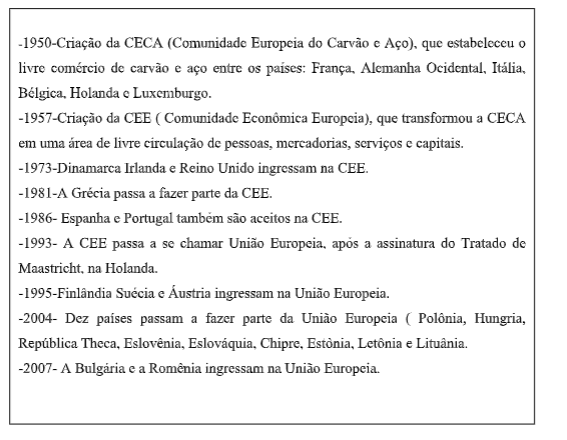 -1950-Criação da CECA (Comunidade Europeia do Carvão e Aço), que estabeleceu o
livre comércio de carvão e aço entre os países: França, Alemanha Ocidental, Itália,
Bélgica, Holanda e Luxemburgo.
-1957-Criação da CEE ( Comunidade Econômica Europeia), que transformou a CECA
em uma área de livre circulação de pessoas, mercadorias, serviços e capitais.
-1973-Dinamarca Irlanda e Reino Unido ingressam na CEE.
-1981-A Grécia passa a fazer parte da CEE.
-1986- Espanha e Portugal também são aceitos na CEE.
-1993- A CEE passa a se chamar União Europeia, após a assinatura do Tratado de
Maastricht, na Holanda.
-1995-Finlândia Suécia e Áustria ingressam na União Europeia.
-2004- Dez países passam a fazer parte da União Europeia ( Polônia, Hungria,
República Theca, Eslovênia, Eslováquia, Chipre, Estônia, Letônia e Lituânia.
-2007- A Bulgária e a Romênia ingressam na União Europeia.